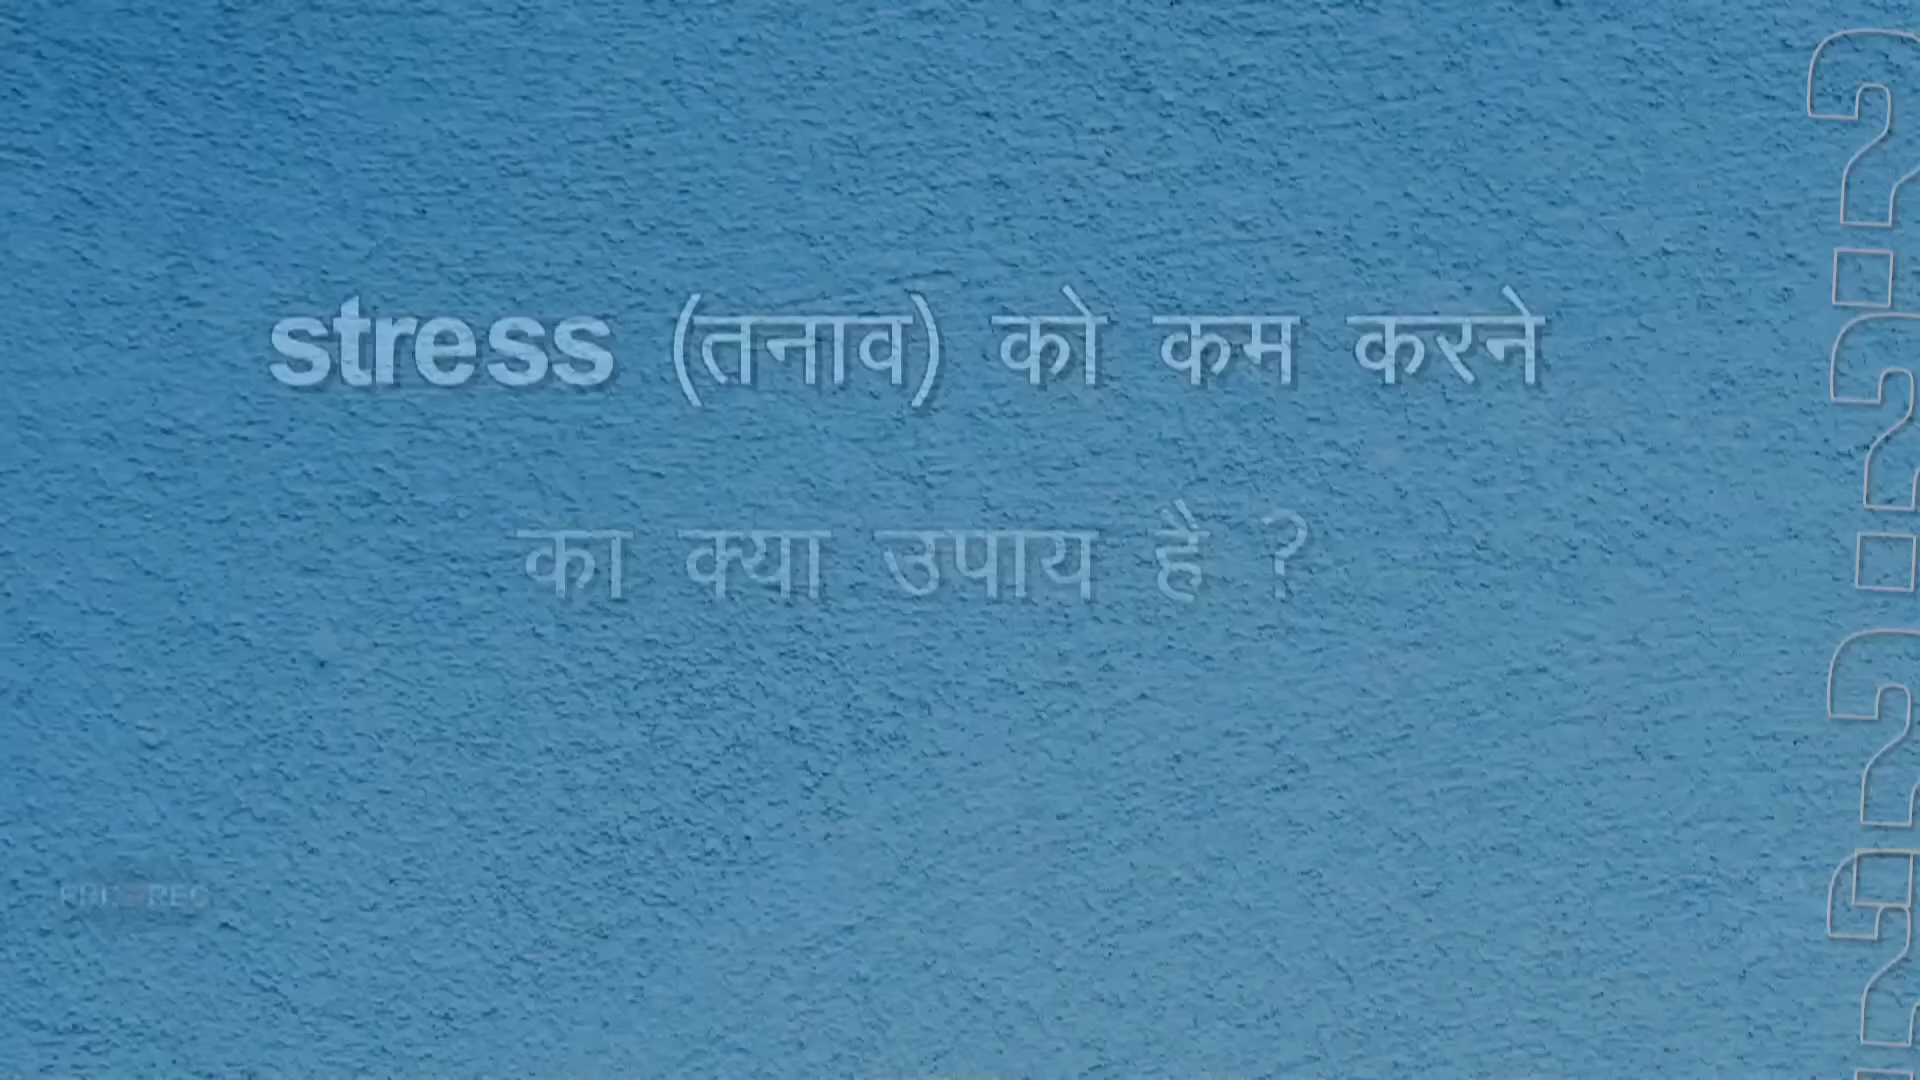 stress (तनाव) को कम करने
का क्या उपाय है ?